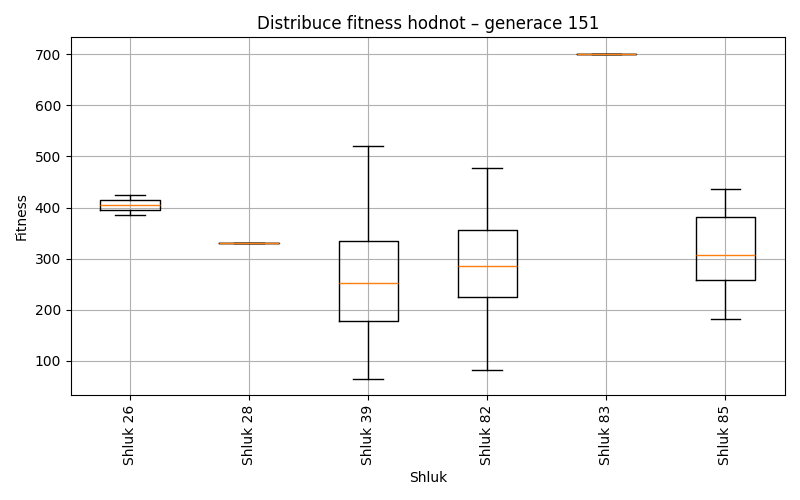 Distribuce fitness hodnot – generace 151
700
600
500
400
300
200
100
Fitness
Shluk 26
Shluk 28
Shluk 39
Shluk 82
Shluk 83
Shluk 85
Shluk